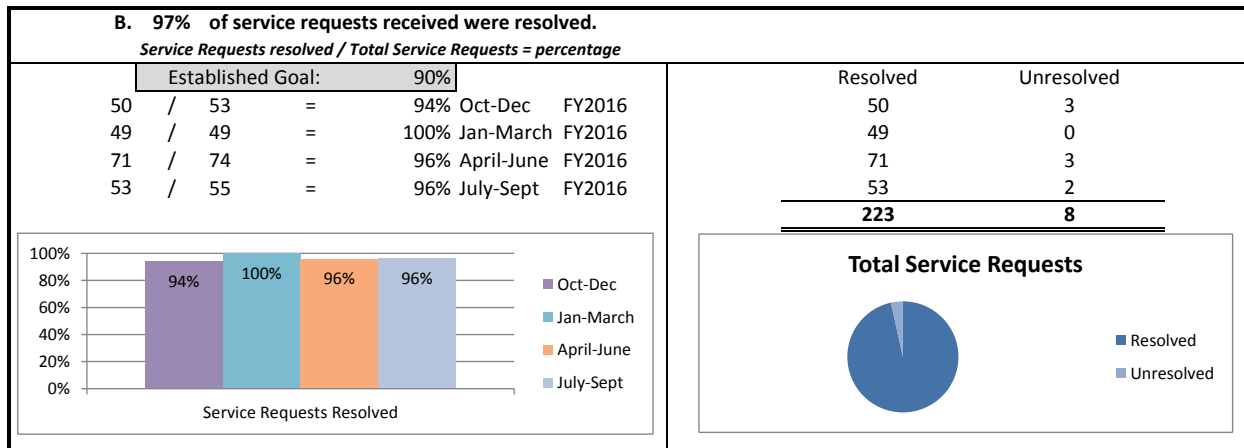 B. 97% of service requests received were resolved.
Service Requests resolved / Total Service Requests = percentage
Established Goal: 90%
50 / 53 = 94% Oct-Dec FY2016
49 / 49 = 100% Jan-March FY2016
71 / 74 = 96% April-June FY2016
53 / 55 = 96% July-Sept FY2016
Resolved Unresolved
50 3
49 0
71 3
53 2
223 8
100%
80%
60%
40%
20%
0%
94% 100% 96% 96%
Service Requests Resolved
Oct-Dec
Jan-March
April-June
July-Sept
Total Service Requests
Resolved
Unresolved